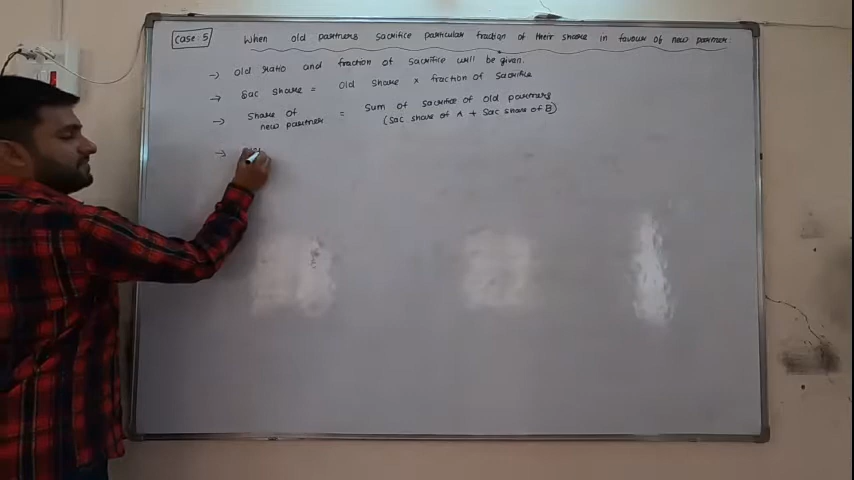 Case: 5 When old partners sacrifice particular fraction of their share in favour of new partner.
→ Old ratio and fraction of sacrifice will be given.
→ Sac share = Old share × fraction of sacrifice
→ Share of new partner = Sum of sacrifice of old partners
(Sac share of A + Sac share of B)
→